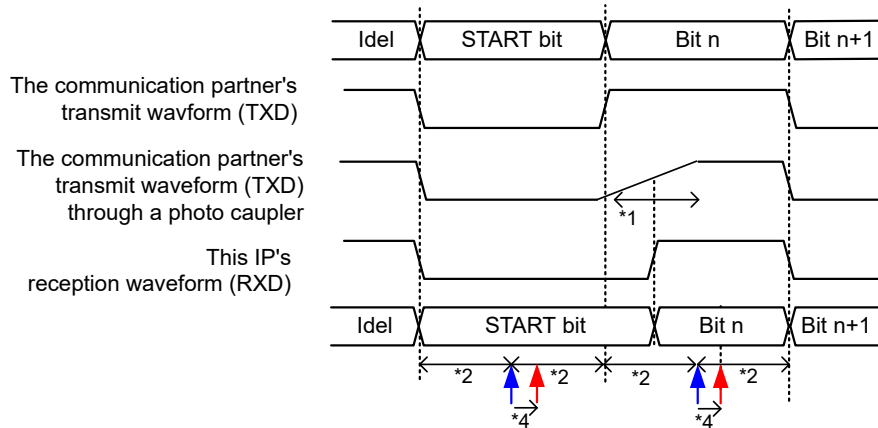 Idel START bit Bit n Bit n+1
The communication partner's
transmit wavform (TXD)
The communication partner's
transmit waveform (TXD)
through a photo caupler
*1
This IP's
reception waveform (RXD)
Idel START bit Bit n Bit n+1
*2 *2 *2 *2
*4 *4